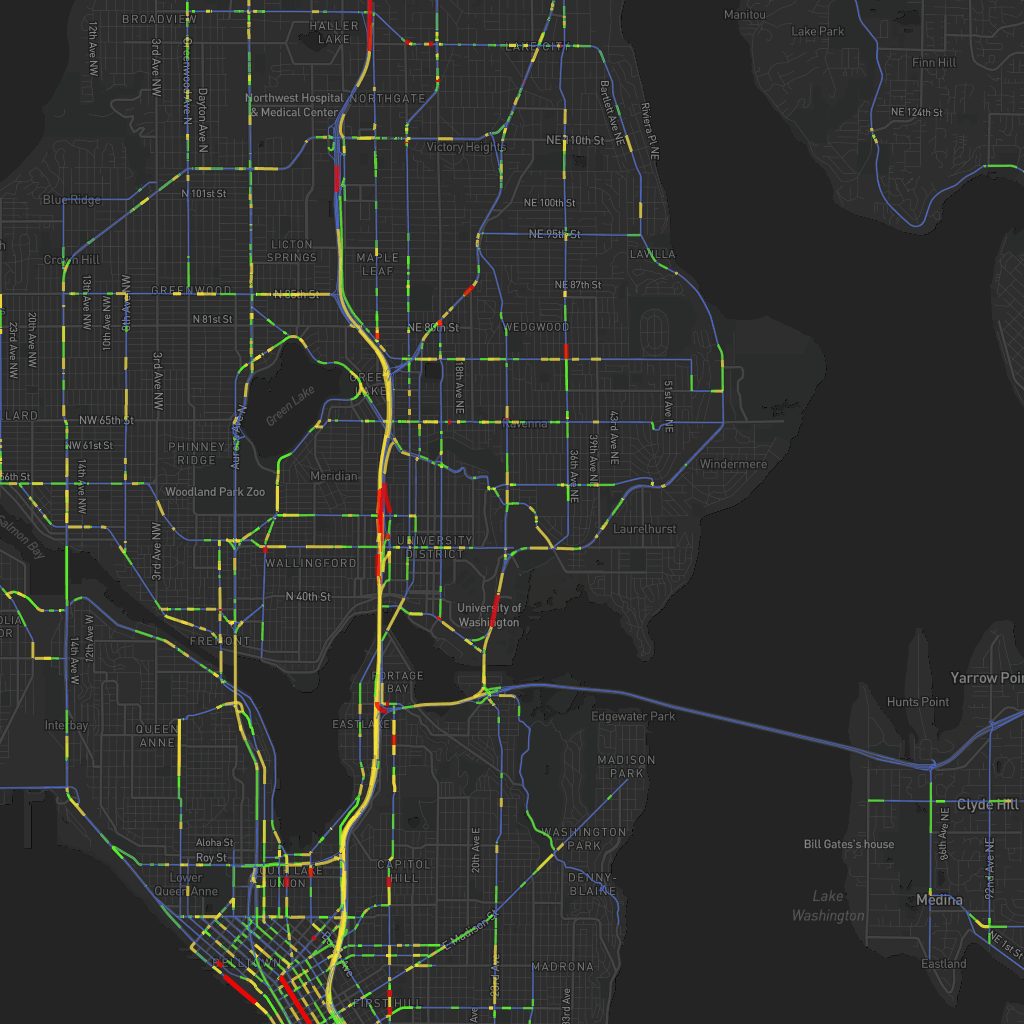 BROADVIEW
HALLER
LAKE
12th Ave NW
3rd Ave NW
Greenwood Ave N
Dayton Ave N
Northwest Hospital
& Medical Center
NORTHGATE
LAKE CITY
Bartlett Ave NE
Riviera Pl NE
Manitou
Lake Park
Finn Hill
NE 124th St
Victory Heights
NE 110th St
Blue Ridge
N 101st St
NE 100th St
NE 95th St
LICTON
SPRINGS
MAPLE
LEAF
LAVILLA
Crown Hill
GREENWOOD
N 85th St
NE 87th St
13th Ave NW
10th Ave NW
20th Ave NW
23rd Ave NW
N 81st St
NE 80th St
WEDGWOOD
3rd Ave NW
GREEN
LAKE
Green Lake
18th Ave NE
51st Ave NE
43rd Ave NE
LLARD
NW 65th St
NW 61st St
Aurora Ave N
Ravenna
PHINNEY
RIDGE
39th Ave NE
36th Ave NE
Windermere
56th St
14th Ave NW
Meridian
Woodland Park Zoo
Salmon Bay
3rd Ave NW
Laurelhurst
UNIVERSITY
DISTRICT
WALLINGFORD
N 40th St
University of
Washington
14th Ave W
12th Ave W
FREMONT
PORTAGE
BAY
Yarrow Poin
Hunts Point
Interbay
QUEEN
ANNE
EASTLAKE
Edgewater Park
MADISON
PARK
Clyde Hill
86th Ave NE
92nd Ave NE
Bill Gates's house
Aloha St
Roy St
WASHINGTON
PARK
20th Ave E
CAPITOL
HILL
Lower
Queen Anne
SOUTH LAKE
UNION
DENNY-
BLAINE
Lake
Washington
Medina
E Madison St
NE 1st St
BELLTOWN
MADRONA
Eastland
23rd Ave
FIRST HILL
33rd Ave